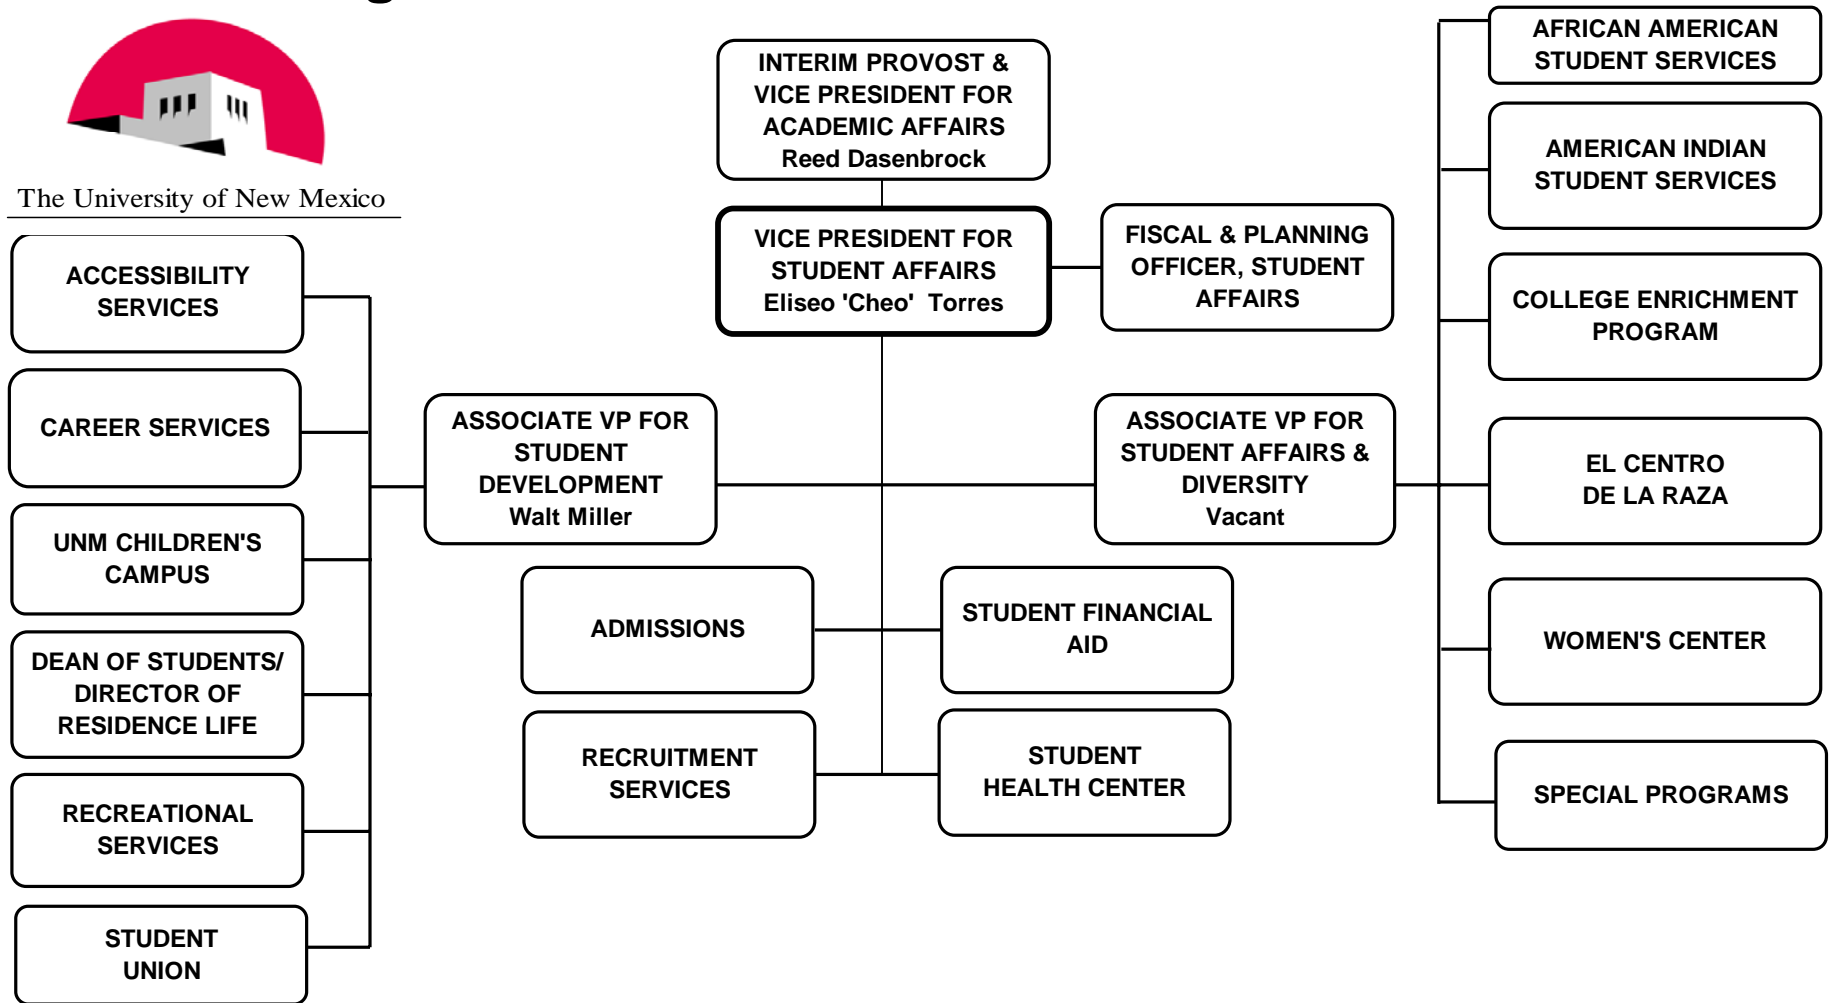 The University of New Mexico
INTERIM PROVOST &
VICE PRESIDENT FOR
ACADEMIC AFFAIRS
Reed Dasenbrock
VICE PRESIDENT FOR
STUDENT AFFAIRS
Eliseo 'Cheo' Torres
FISCAL & PLANNING
OFFICER, STUDENT
AFFAIRS
ACCESSIBILITY
SERVICES
CAREER SERVICES
UNM CHILDREN'S
CAMPUS
DEAN OF STUDENTS/
DIRECTOR OF
RESIDENCE LIFE
RECREATIONAL
SERVICES
STUDENT
UNION
ASSOCIATE VP FOR
STUDENT
DEVELOPMENT
Walt Miller
ASSOCIATE VP FOR
STUDENT AFFAIRS &
DIVERSITY
Vacant
ADMISSIONS
STUDENT FINANCIAL
AID
RECRUITMENT
SERVICES
STUDENT
HEALTH CENTER
AFRICAN AMERICAN
STUDENT SERVICES
AMERICAN INDIAN
STUDENT SERVICES
COLLEGE ENRICHMENT
PROGRAM
EL CENTRO
DE LA RAZA
WOMEN'S CENTER
SPECIAL PROGRAMS